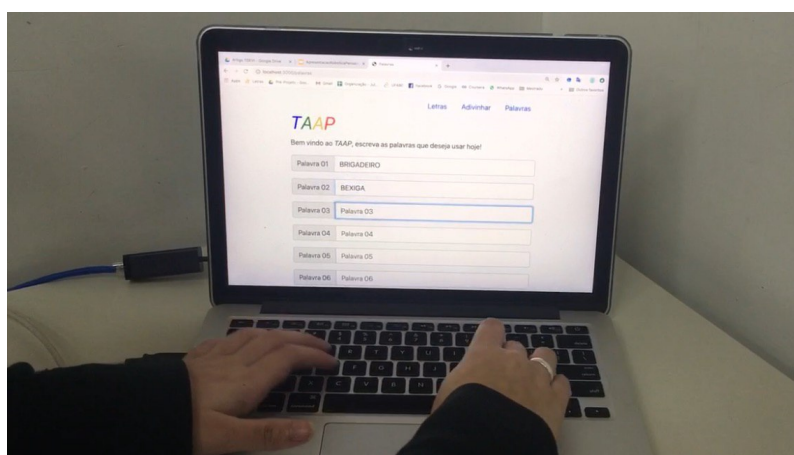 Letras Adivinhar Palavras
TAAP
Bem vindo ao TAAP, escreva as palavras que deseja usar hoje!
Palavra 01 BRIGADEIRO
Palavra 02 BEXIGA
Palavra 03 Palavra 03
Palavra 04 Palavra 04
Palavra 05 Palavra 05
Palavra 06 Palavra 06